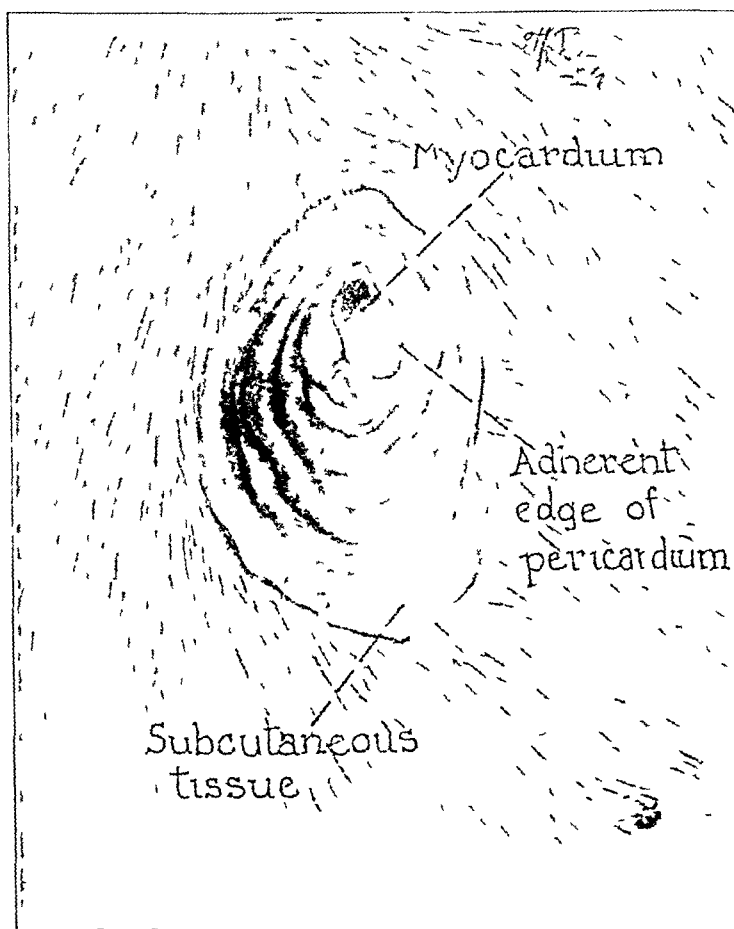 Myocardium
Adherent
edge of
pericardium
Subcutaneous
tissue